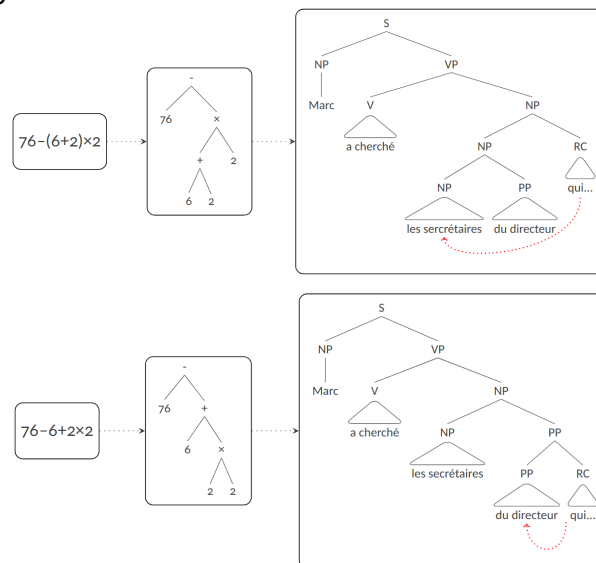 S
NP VP
-
76 ×
Marc V NP
76-(6+2)×2
+ 2
a cherché NP RC
6 2
NP PP qui...
les sercrétaires du directeur
S
NP VP
-
76 +
Marc V NP
6 ×
76-6+2×2
a cherché NP PP
2 2
les secrétaires PP RC
du directeur qui...